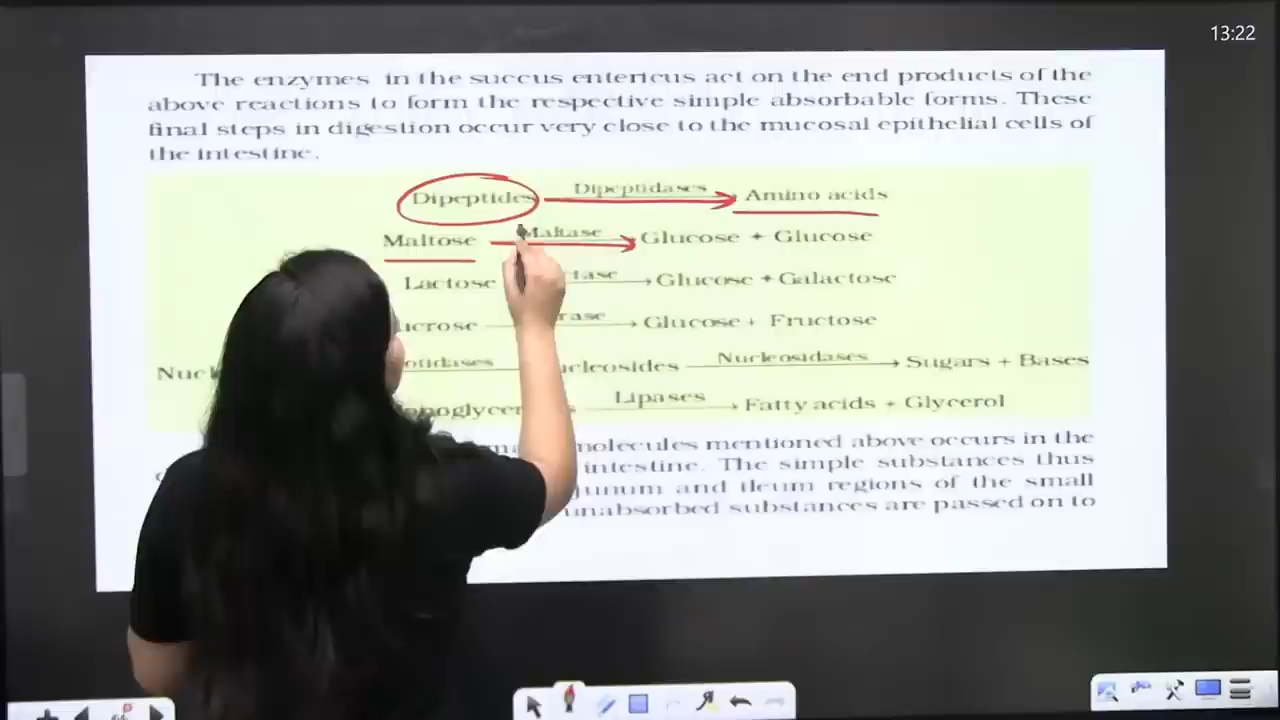 13:22
The enzymes in the succus entericus act on the end products of the
above reactions to form the respective simple absorbable forms. These
final steps in digestion occur very close to the mucosal epithelial cells of
the intestine.
Dipeptides Dipeptidases Amino acids
Maltose Maltase Glucose + Glucose
Lactose Glucose + Galactose
Glucose + Fructose
Nucleosidases Sugars + Bases
Lipases Fatty acids + Glycerol
molecules mentioned above occurs in the
intestine. The simple substances thus
and ileum regions of the small
unabsorbed substances are passed on to